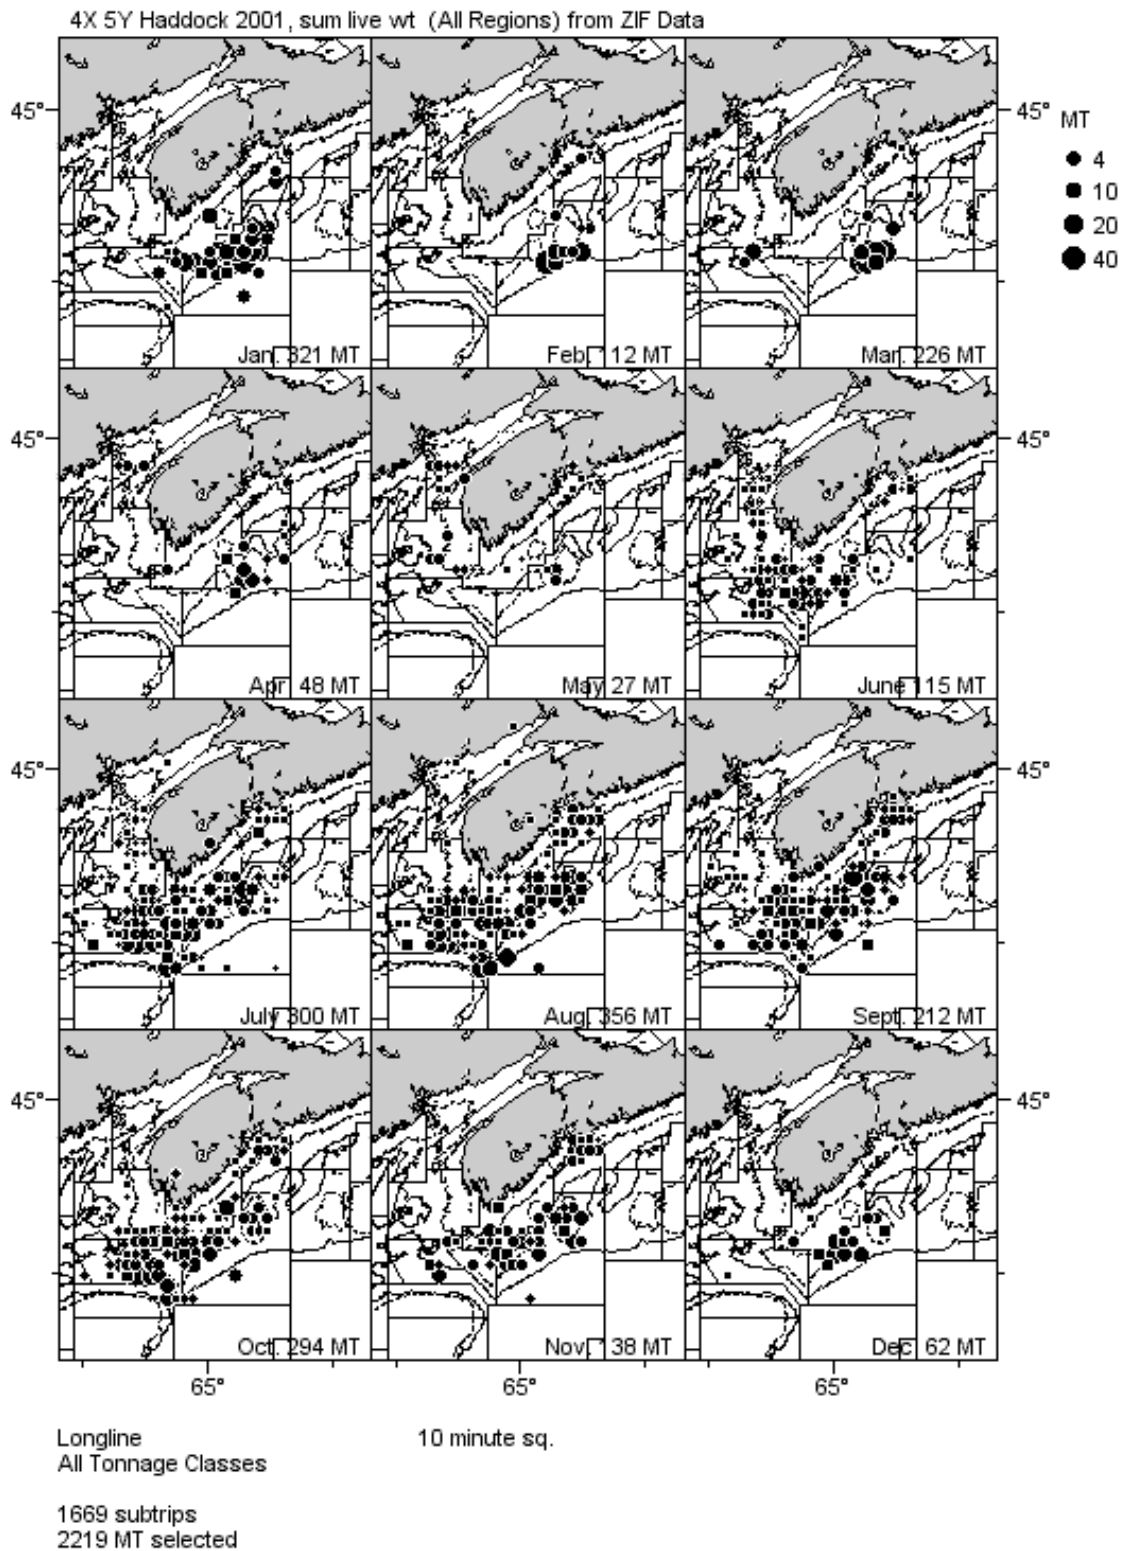 4X 5Y Haddock 2001, sum live wt (All Regions) from ZIF Data
45°
45°
MT
4
10
20
40
Jan. 321 MT
Feb. 112 MT
Mar. 226 MT
45°
45°
Apr. 48 MT
May 27 MT
June 115 MT
45°
45°
July 300 MT
Aug. 356 MT
Sept. 212 MT
45°
45°
Oct. 294 MT
Nov. 138 MT
Dec. 62 MT
65°
65°
65°
Longline
10 minute sq.
All Tonnage Classes
1669 subtrips
2219 MT selected